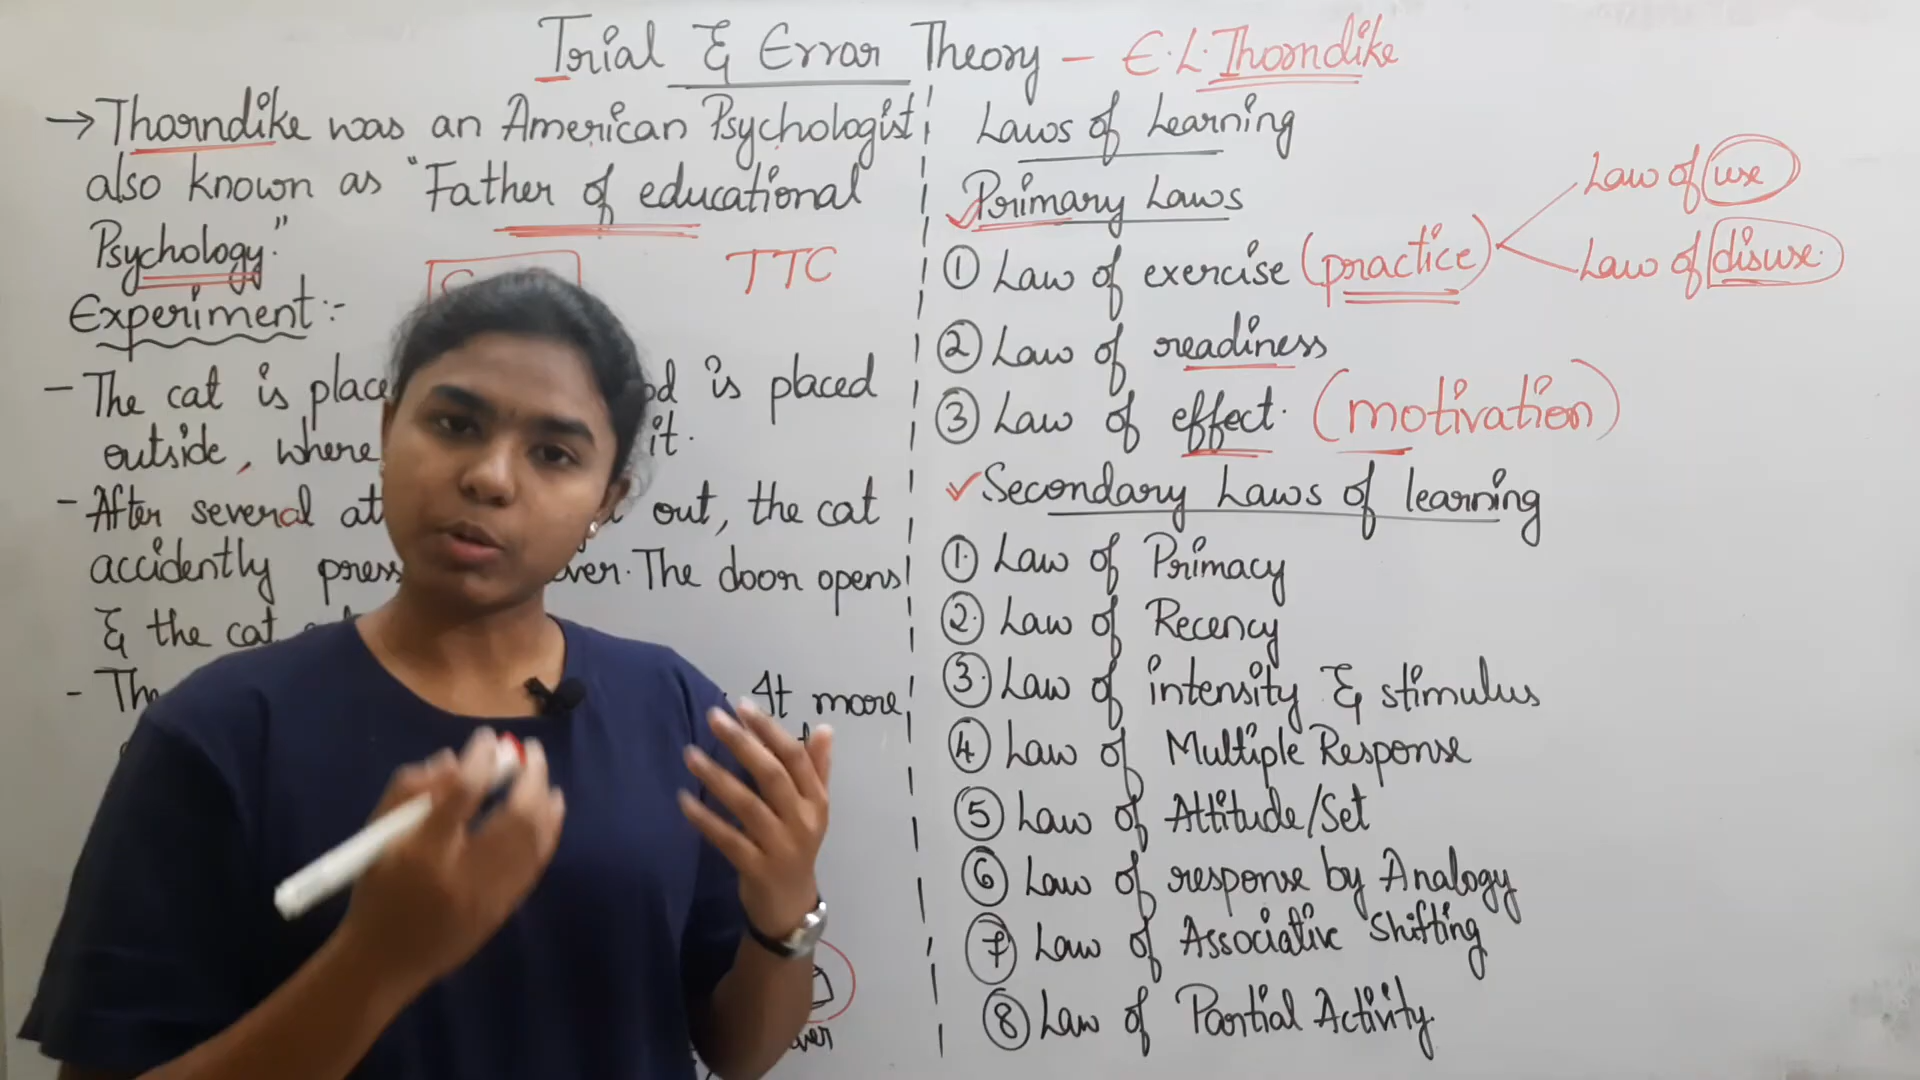 Trial & Error Theory - E.L. Thorndike
→ Thorndike was an American Psychologist
also known as "Father of educational
Psychology."
TTC
Experiment :-
- The cat is place is placed
outside, where it.
- After several at out, the cat
accidently press The door opens
& the cat
- The At more
Laws of Learning
Primary Laws
① Law of exercise (practice)
Law of use
Law of disuse.
② Law of readiness
③ Law of effect. (motivation)
Secondary Laws of learning
①. Law of Primacy
②. Law of Recency
③. Law of intensity & stimulus
④ Law of Multiple Response
⑤ Law of Attitude/Set
⑥ Law of response by Analogy
⑦ Law of Associative Shifting
⑧ Law of Partial Activity.